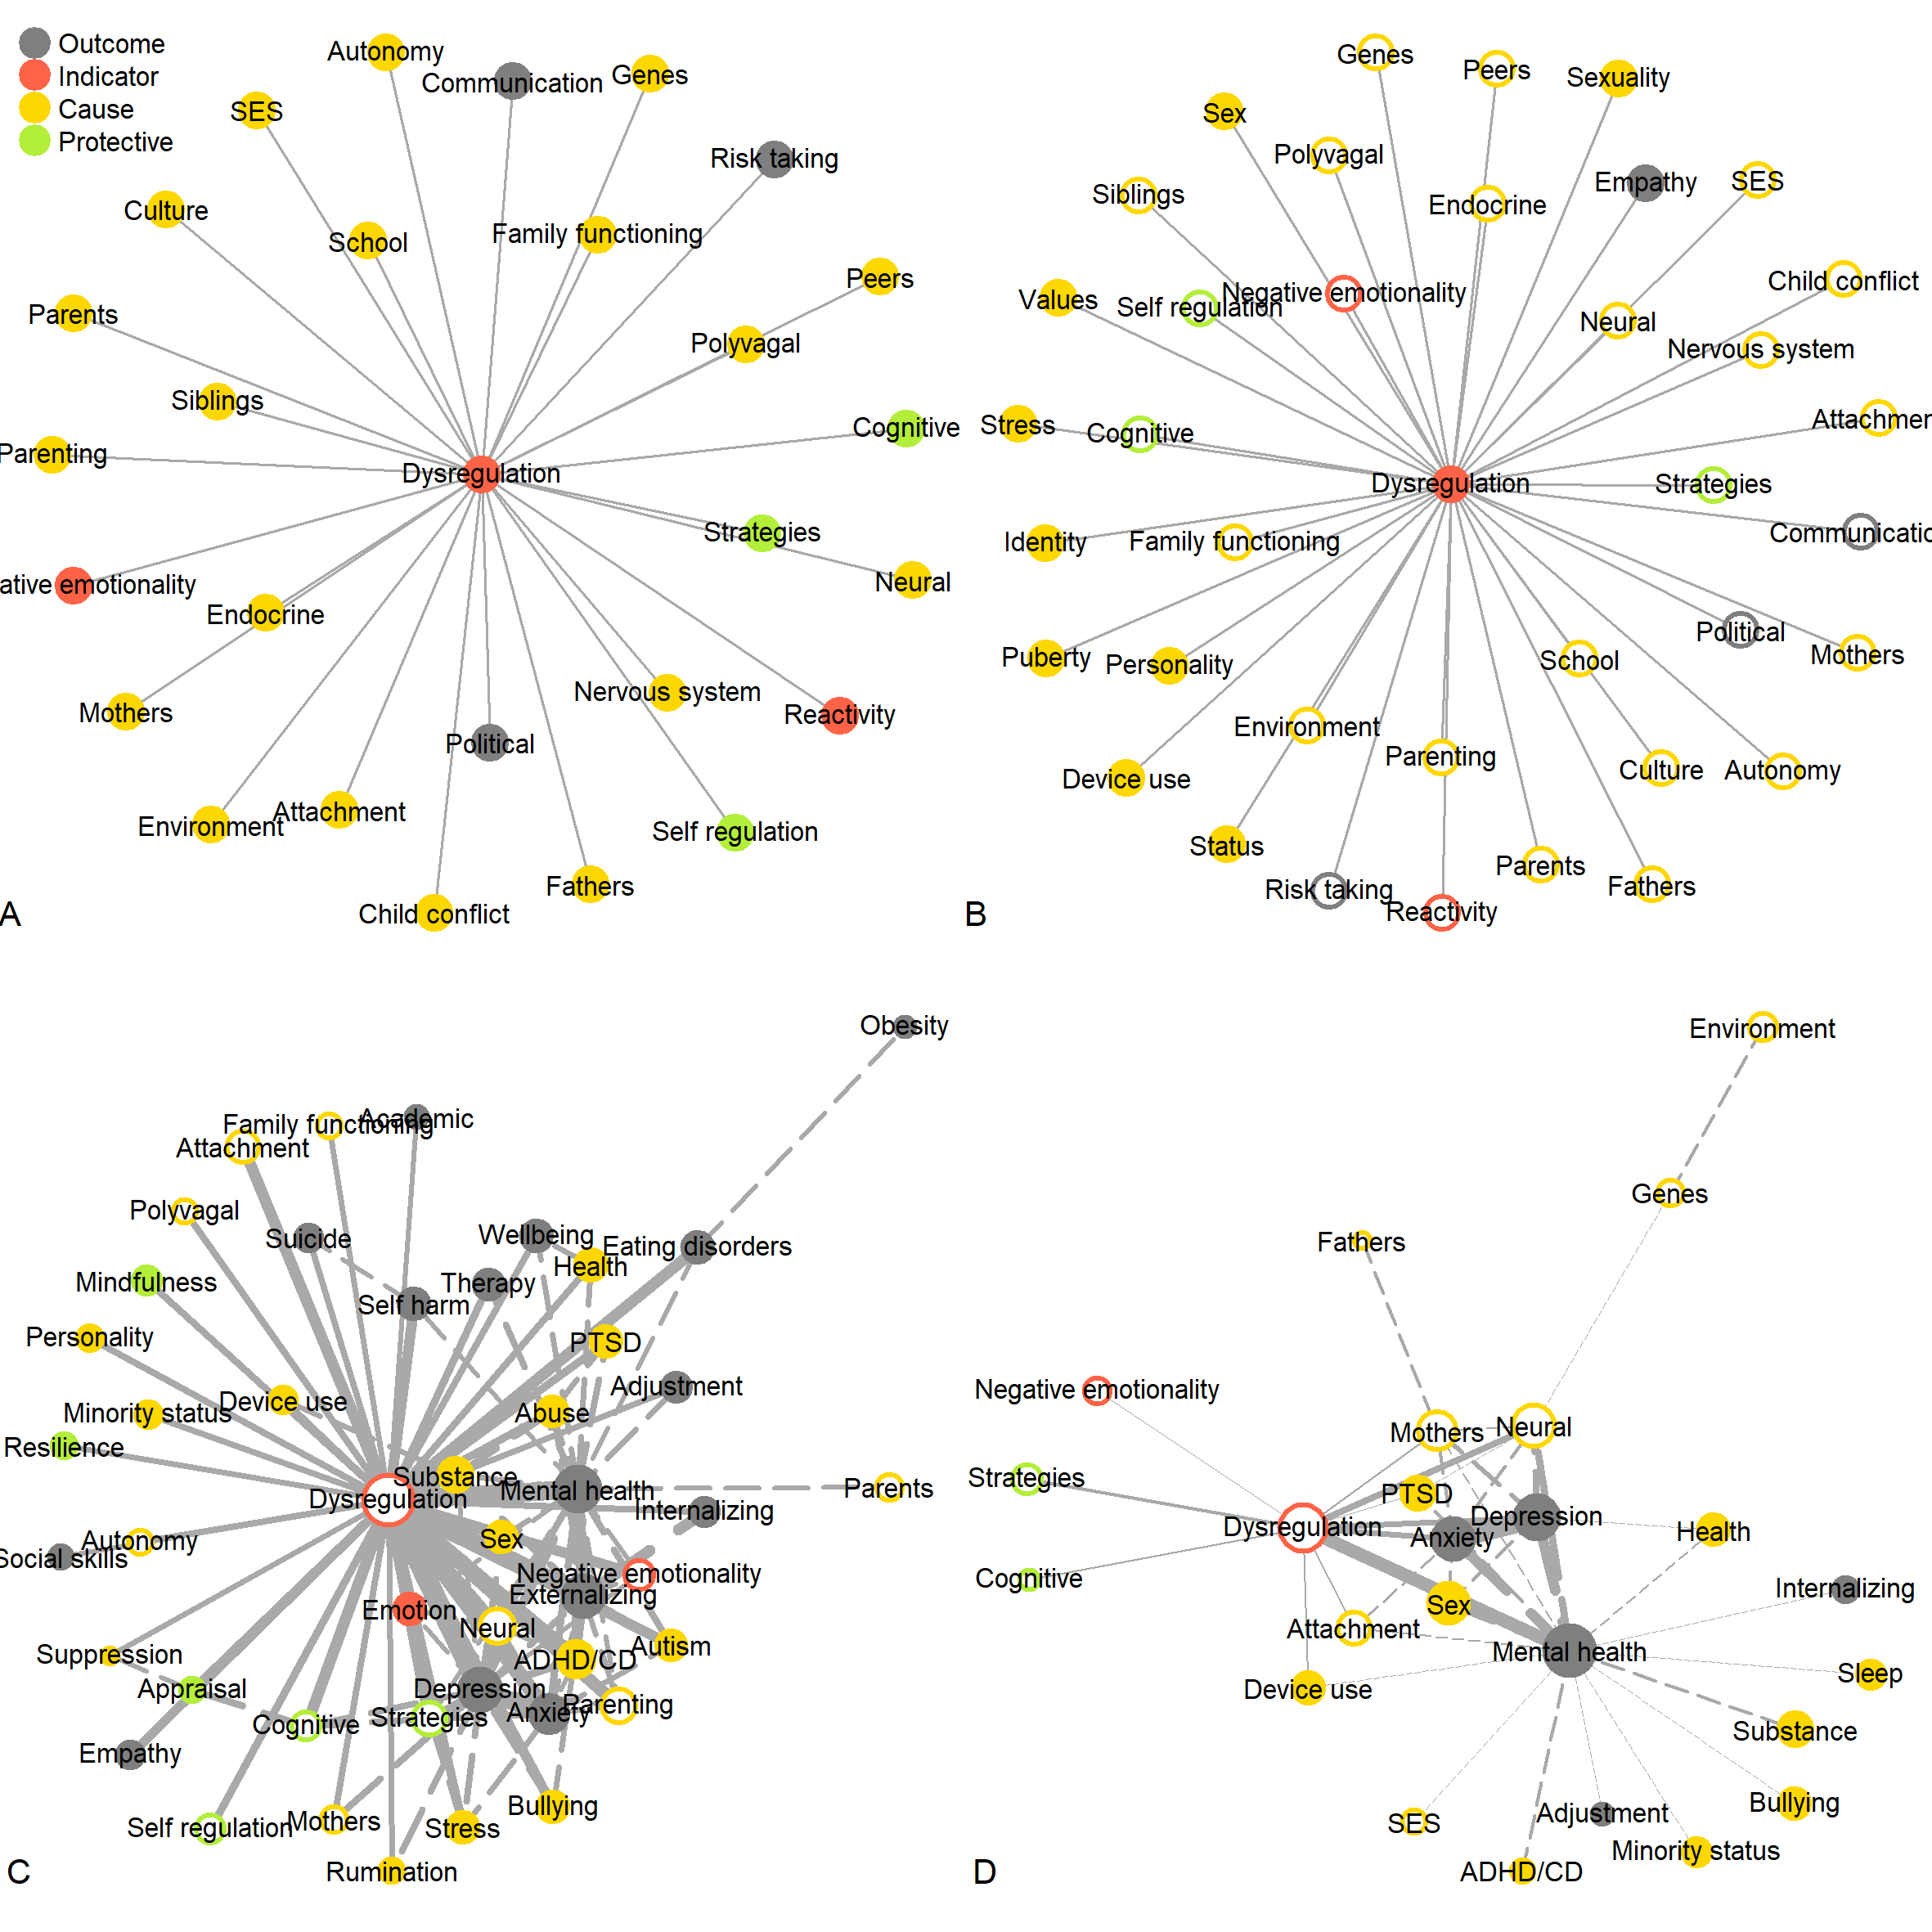 Outcome
Indicator
Cause
Protective
Autonomy
Communication
Genes
SES
Risk taking
Culture
School
Family functioning
Peers
Parents
Polyvagal
Siblings
Cognitive
Parenting
Dysregulation
Strategies
Neural
ative emotionality
Endocrine
Nervous system
Mothers
Reactivity
Political
Environment
Attachment
Self regulation
Fathers
Child conflict
A
Genes
Peers
Sexuality
Sex
Polyvagal
Siblings
Empathy
SES
Endocrine
Child conflict
Values
Self regulation
Negative emotionality
Neural
Nervous system
Stress
Cognitive
Attachmen
Dysregulation
Strategies
Identity
Family functioning
Communicatio
Political
Puberty
Personality
School
Mothers
Environment
Parenting
Device use
Culture
Autonomy
Status
Risk taking
Reactivity
Parents
Fathers
B
Obesity
Academic
Family functioning
Attachment
Polyvagal
Suicide
Wellbeing
Eating disorders
Health
Mindfulness
Therapy
Self harm
Personality
PTSD
Adjustment
Device use
Minority status
Abuse
Resilience
Substance
Mental health
Parents
Dysregulation
Internalizing
Autonomy
Sex
Social skills
Negative emotionality
Externalizing
Emotion
Neural
Autism
Suppression
ADHD/CD
Appraisal
Depression
Parenting
Cognitive
Strategies
Anxiety
Empathy
Bullying
Self regulation
Mothers
Stress
Rumination
C
Environment
Genes
Fathers
Negative emotionality
Mothers
Neural
Strategies
PTSD
Dysregulation
Depression
Anxiety
Health
Cognitive
Internalizing
Sex
Attachment
Mental health
Sleep
Device use
Substance
Bullying
SES
Adjustment
Minority status
ADHD/CD
D